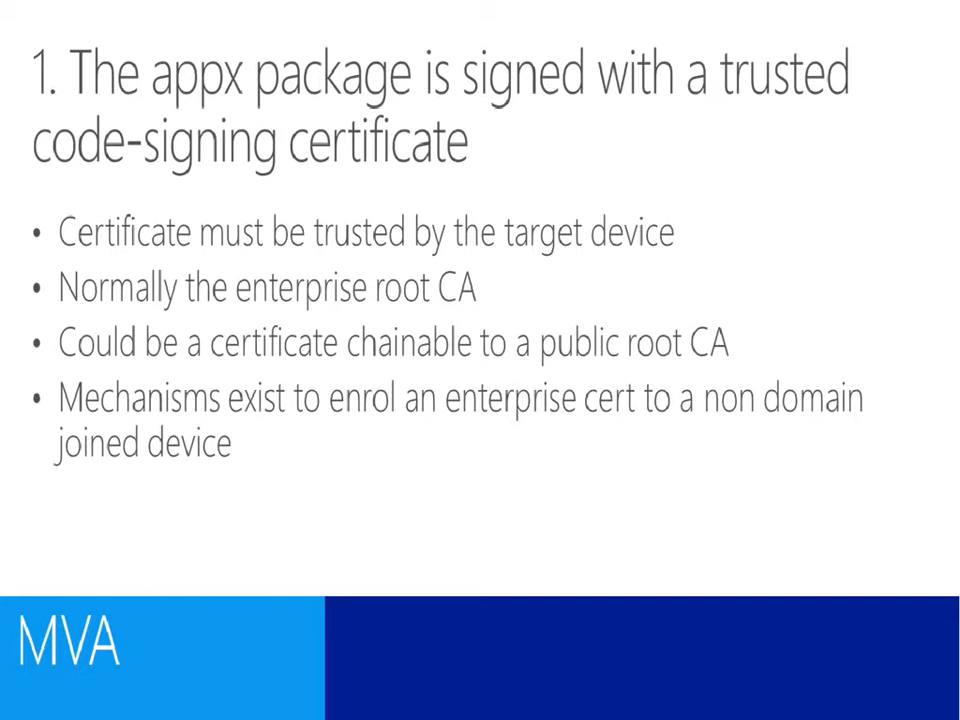 1. The appx package is signed with a trusted
code-signing certificate
• Certificate must be trusted by the target device
• Normally the enterprise root CA
• Could be a certificate chainable to a public root CA
• Mechanisms exist to enrol an enterprise cert to a non domain
joined device
MVA